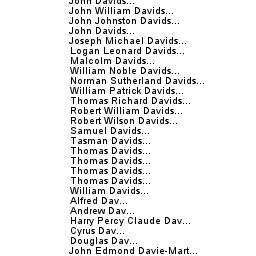 John Davids...
John William Davids...
John Johnston Davids...
John Davids...
Joseph Michael Davids...
Logan Leonard Davids...
Malcolm Davids...
William Noble Davids...
Norman Sutherland Davids...
William Patrick Davids...
Thomas Richard Davids...
Robert William Davids...
Robert Wilson Davids...
Samuel Davids...
Tasman Davids...
Thomas Davids...
Thomas Davids...
Thomas Davids...
Thomas Davids...
William Davids...
Alfred Dav...
Andrew Dav...
Harry Percy Claude Dav...
Cyrus Dav...
Douglas Dav...
John Edmond Davie-Mart...